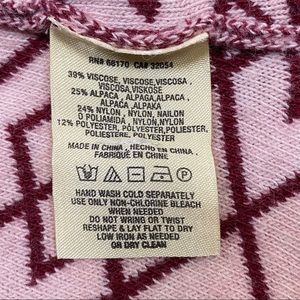 RN# 66170 CA# 32054
39% VISCOSE, VISCOSE, VISCOSA,
VISCOSA, VISKOSE
25% ALPACA, ALPAGA, ALPACA,
ALPACA, ALPAKA
24% NYLON, NYLON, NAILON
O POLIAMIDA, NYLON, NYLON
12% POLYESTER, POLYESTER, POLIESTER,
POLIESTERE, POLYESTER
MADE IN CHINA, HECHO EN CHINA,
FABRIQUÉ EN CHINE
HAND WASH COLD SEPARATELY
USE ONLY NON-CHLORINE BLEACH
WHEN NEEDED
DO NOT WRING OR TWIST
RESHAPE & LAY FLAT TO DRY
LOW IRON AS NEEDED
OR DRY CLEAN